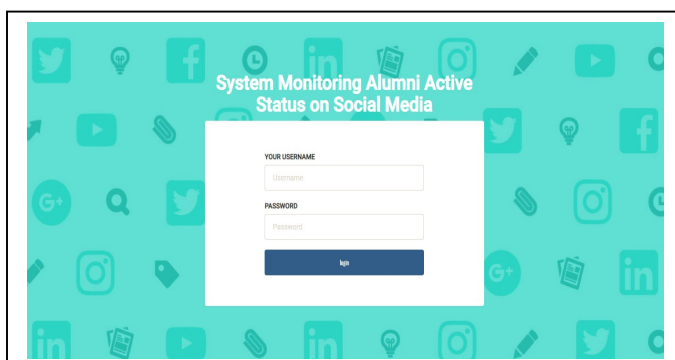 System Monitoring Alumni Active
Status on Social Media
YOUR USERNAME
Username
PASSWORD
Password
login